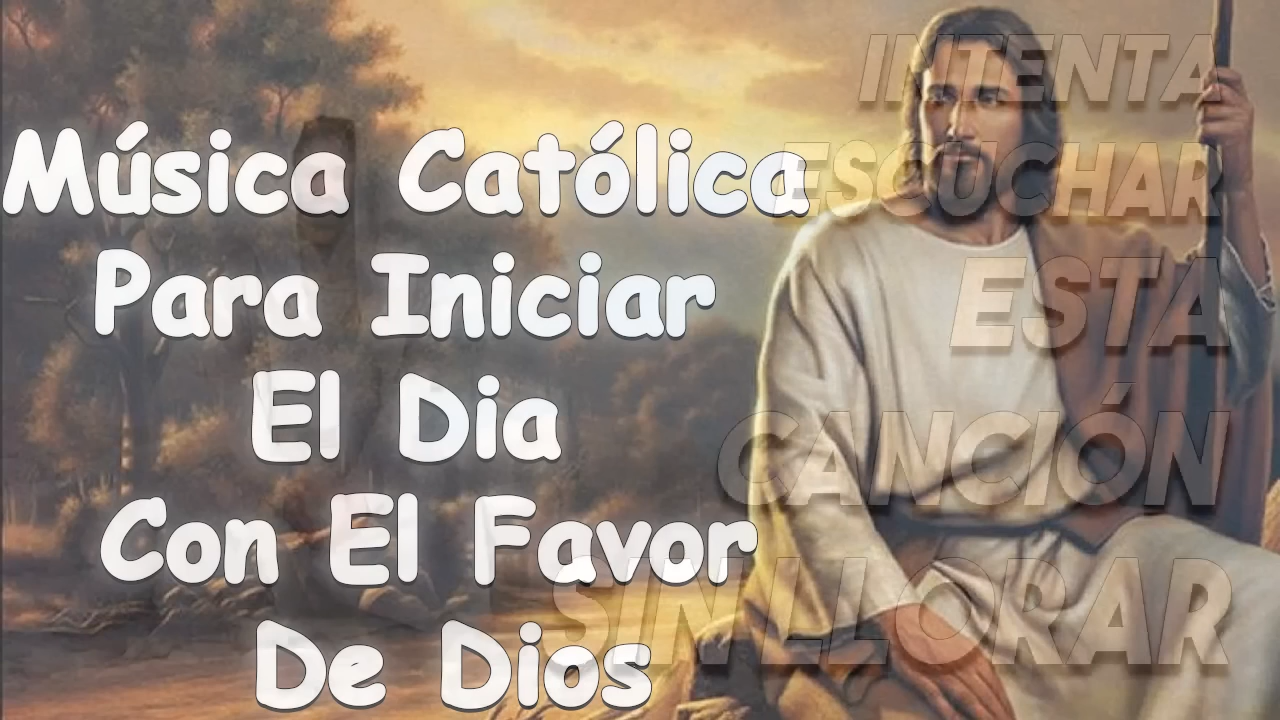 Música Católica
Para Iniciar
El Dia
Con El Favor
De Dios
INTENTA
ESCUCHAR
ESTA
CANCIÓN
SIN LLORAR